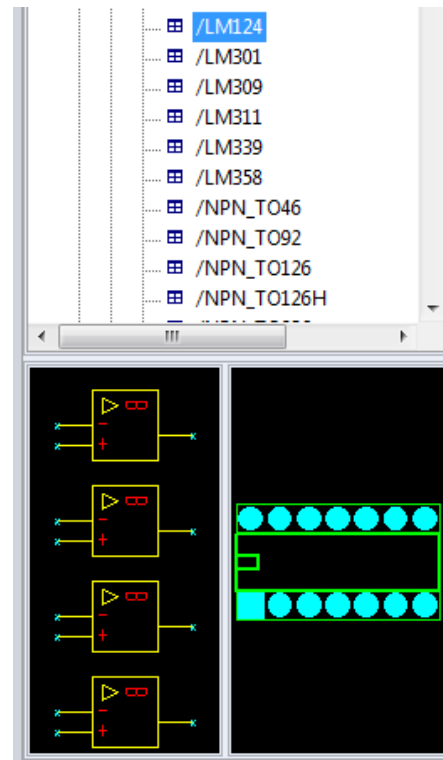 /LM124
/LM301
/LM309
/LM311
/LM339
/LM358
/NPN_TO46
/NPN_TO92
/NPN_TO126
/NPN_TO126H
-
+
-
+
-
+
-
+